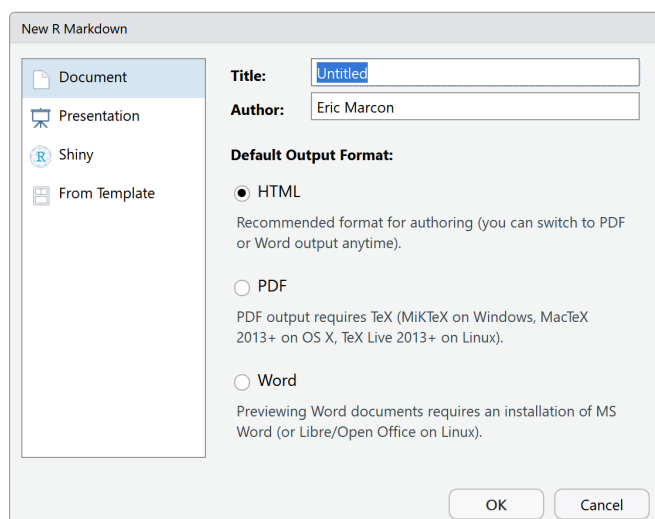 New R Markdown
Document
Presentation
R Shiny
From Template
Title: Untitled
Author: Eric Marcon
Default Output Format:
HTML
Recommended format for authoring (you can switch to PDF
or Word output anytime).
PDF
PDF output requires TeX (MiKTeX on Windows, MacTeX
2013+ on OS X, TeX Live 2013+ on Linux).
Word
Previewing Word documents requires an installation of MS
Word (or Libre/Open Office on Linux).
OK Cancel